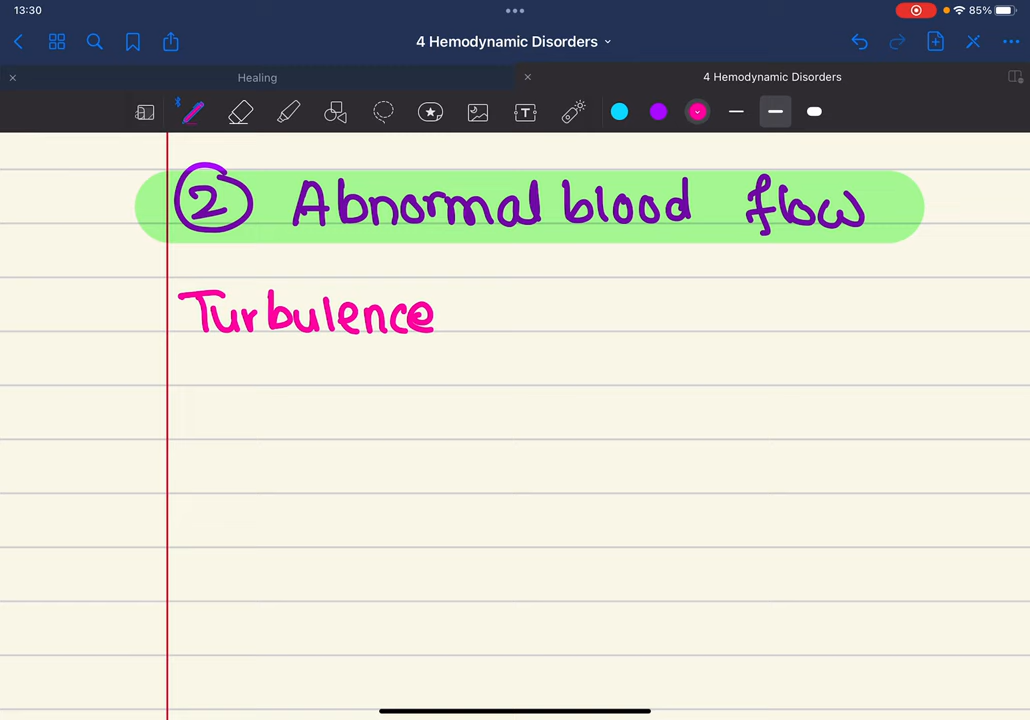 13:30
85%
4 Hemodynamic Disorders
Healing
4 Hemodynamic Disorders
T
② Abnormal blood flow
Turbulence